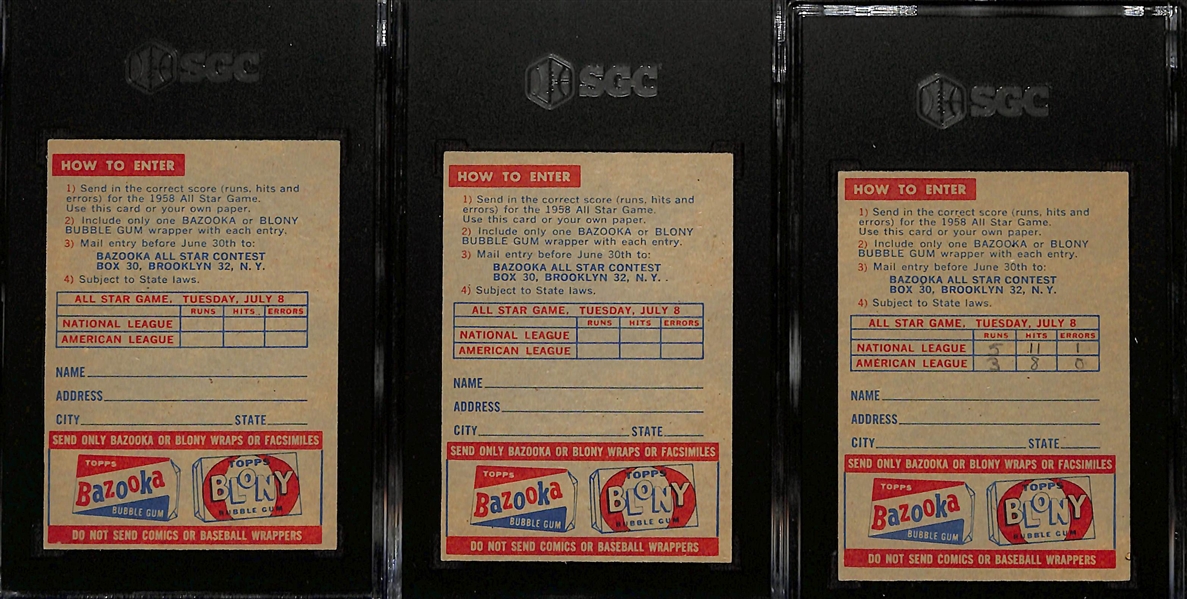 SGC
HOW TO ENTER
1) Send in the correct score (runs, hits and
errors) for the 1958 All Star Game.
Use this card or your own paper.
2) Include only one BAZOOKA or BLONY
BUBBLE GUM wrapper with each entry.
3) Mail entry before June 30th to:
BAZOOKA ALL STAR CONTEST
BOX 30, BROOKLYN 32, N. Y.
4) Subject to State laws.
ALL STAR GAME, TUESDAY, JULY 8
RUNS HITS ERRORS
NATIONAL LEAGUE
AMERICAN LEAGUE
NAME
ADDRESS
CITY STATE
SEND ONLY BAZOOKA OR BLONY WRAPS OR FACSIMILES
TOPPS TOPPS
Bazooka BLONY
BUBBLE GUM BUBBLE GUM
DO NOT SEND COMICS OR BASEBALL WRAPPERS
SGC
HOW TO ENTER
1) Send in the correct score (runs, hits and
errors) for the 1958 All Star Game.
Use this card or your own paper.
2) Include only one BAZOOKA or BLONY
BUBBLE GUM wrapper with each entry.
3) Mail entry before June 30th to:
BAZOOKA ALL STAR CONTEST
BOX 30, BROOKLYN 32, N. Y.
4) Subject to State laws.
ALL STAR GAME, TUESDAY, JULY 8
RUNS HITS ERRORS
NATIONAL LEAGUE
AMERICAN LEAGUE
NAME
ADDRESS
CITY STATE
SEND ONLY BAZOOKA OR BLONY WRAPS OR FACSIMILES
TOPPS TOPPS
Bazooka BLONY
BUBBLE GUM BUBBLE GUM
DO NOT SEND COMICS OR BASEBALL WRAPPERS
SGC
HOW TO ENTER
1) Send in the correct score (runs, hits and
errors) for the 1958 All Star Game.
Use this card or your own paper.
2) Include only one BAZOOKA or BLONY
BUBBLE GUM wrapper with each entry.
3) Mail entry before June 30th to:
BAZOOKA ALL STAR CONTEST
BOX 30, BROOKLYN 32, N. Y.
4) Subject to State laws.
ALL STAR GAME, TUESDAY, JULY 8
RUNS HITS ERRORS
NATIONAL LEAGUE 5 11 1
AMERICAN LEAGUE 3 8 0
NAME
ADDRESS
CITY STATE
SEND ONLY BAZOOKA OR BLONY WRAPS OR FACSIMILES
TOPPS TOPPS
Bazooka BLONY
BUBBLE GUM BUBBLE GUM
DO NOT SEND COMICS OR BASEBALL WRAPPERS